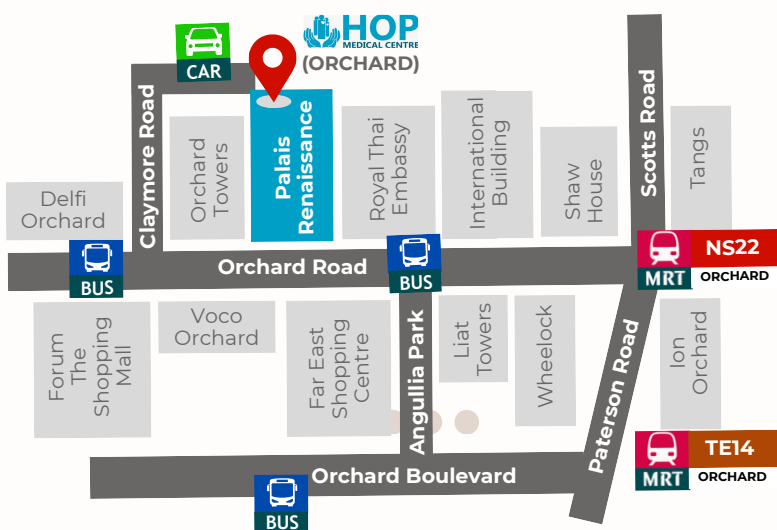 HOP
MEDICAL CENTRE
(ORCHARD)
CAR
Claymore Road
Scotts Road
Delfi
Orchard
Orchard
Towers
Palais
Renaissance
Royal Thai
Embassy
International
Building
Shaw
House
Tangs
BUS
Orchard Road
BUS
MRT
NS22
ORCHARD
Forum
The
Shopping
Mall
Voco
Orchard
Far East
Shopping
Centre
Angullia Park
Liat
Towers
Wheelock
Paterson Road
Ion
Orchard
MRT
TE14
ORCHARD
Orchard Boulevard
BUS